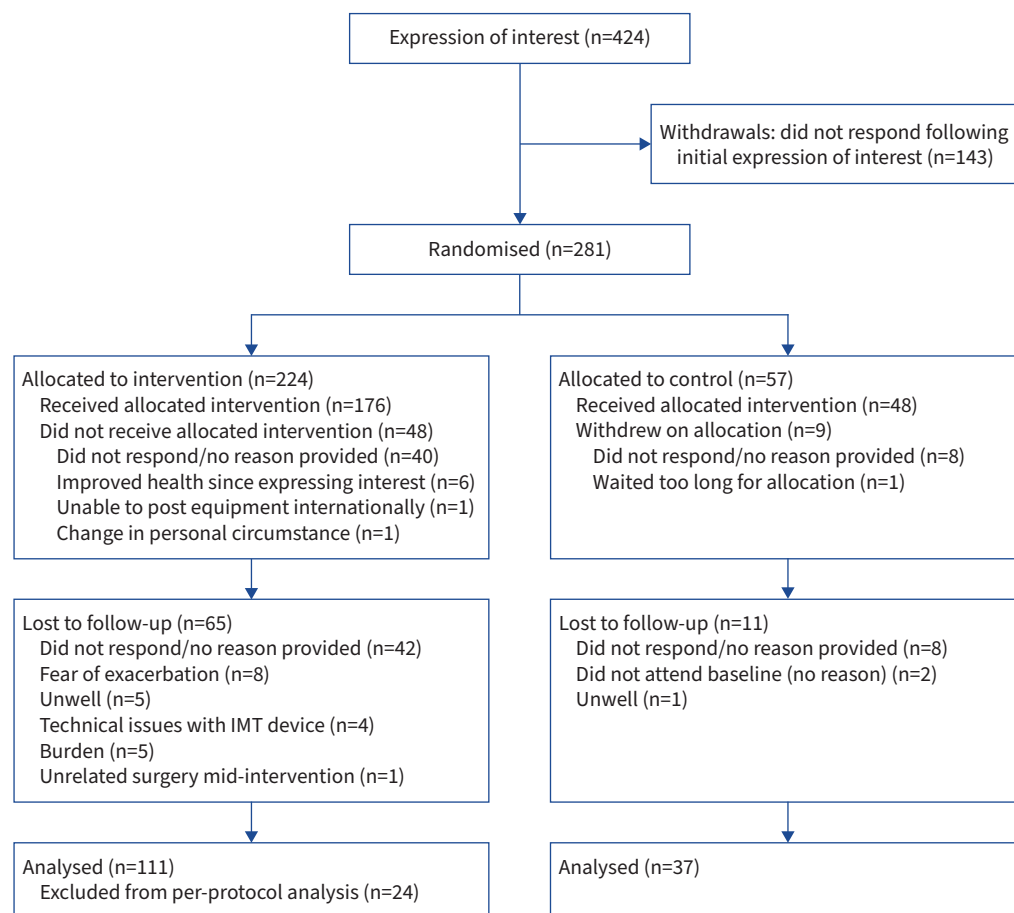 Expression of interest (n=424)
Withdrawals: did not respond following
initial expression of interest (n=143)
Randomised (n=281)
Allocated to intervention (n=224)
Received allocated intervention (n=176)
Did not receive allocated intervention (n=48)
Did not respond/no reason provided (n=40)
Improved health since expressing interest (n=6)
Unable to post equipment internationally (n=1)
Change in personal circumstance (n=1)
Allocated to control (n=57)
Received allocated intervention (n=48)
Withdrew on allocation (n=9)
Did not respond/no reason provided (n=8)
Waited too long for allocation (n=1)
Lost to follow-up (n=65)
Did not respond/no reason provided (n=42)
Fear of exacerbation (n=8)
Unwell (n=5)
Technical issues with IMT device (n=4)
Burden (n=5)
Unrelated surgery mid-intervention (n=1)
Lost to follow-up (n=11)
Did not respond/no reason provided (n=8)
Did not attend baseline (no reason) (n=2)
Unwell (n=1)
Analysed (n=111)
Excluded from per-protocol analysis (n=24)
Analysed (n=37)